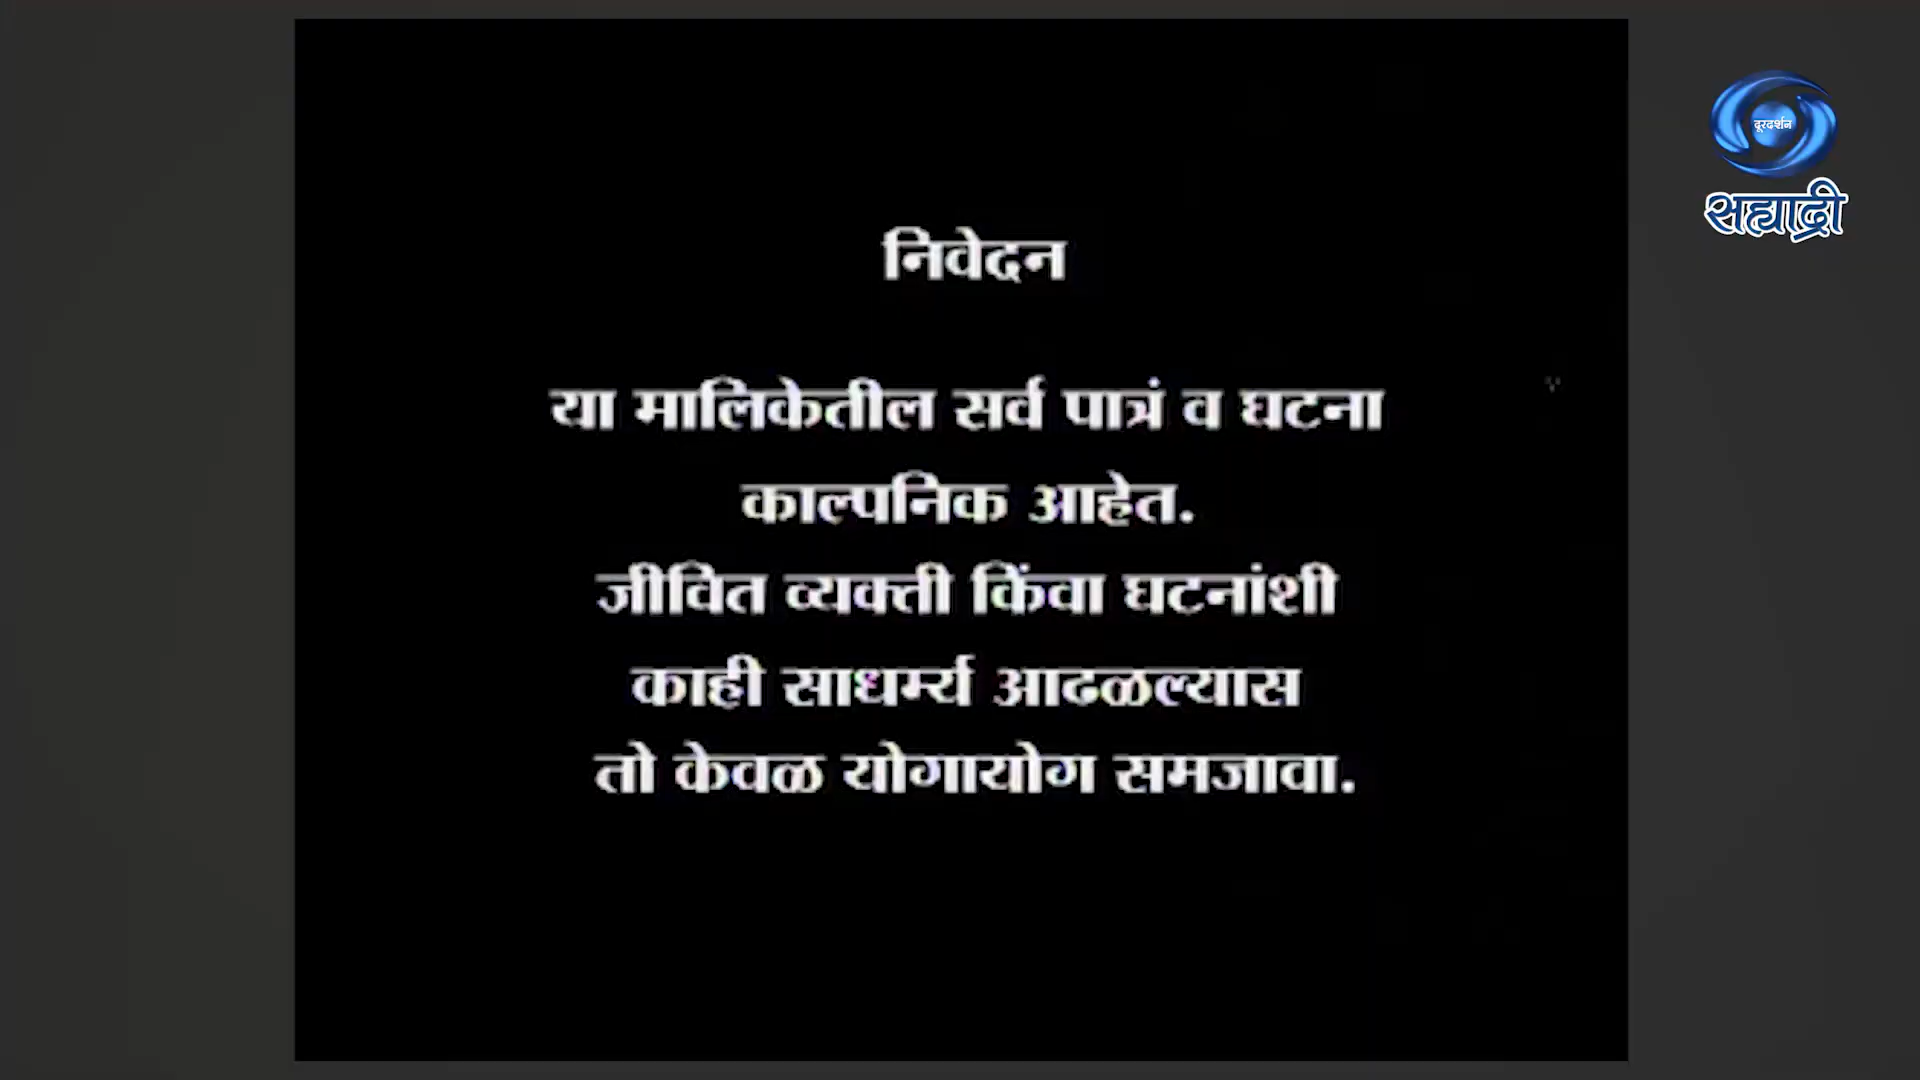 दूरदर्शन
सह्याद्री
निवेदन
या मालिकेतील सर्व पात्रं व घटना
काल्पनिक आहेत.
जीवित व्यक्ती किंवा घटनांशी
काही साधर्म्य आढळल्यास
तो केवळ योगायोग समजावा.